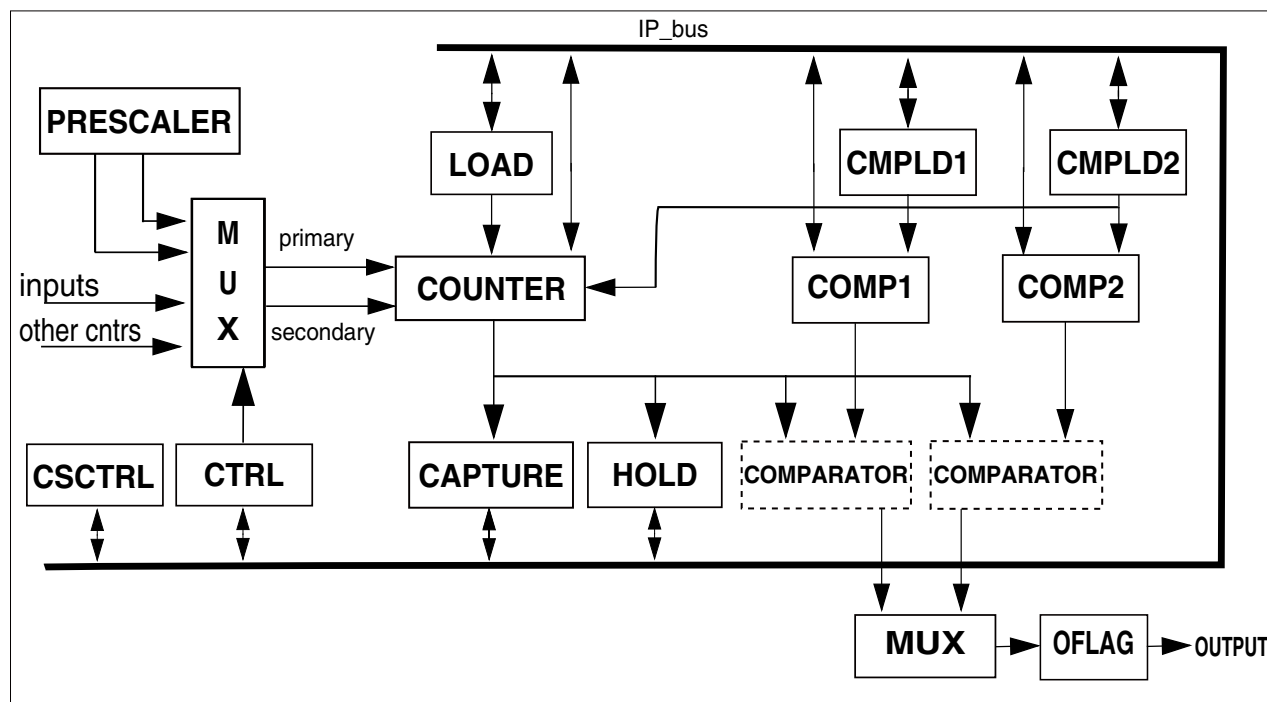 IP_bus
PRESCALER
LOAD
CMPLD1
CMPLD2
M
U
X
primary
secondary
inputs
other cntrs
COUNTER
COMP1
COMP2
CSCTRL
CTRL
CAPTURE
HOLD
COMPARATOR
COMPARATOR
MUX
OFLAG
OUTPUT